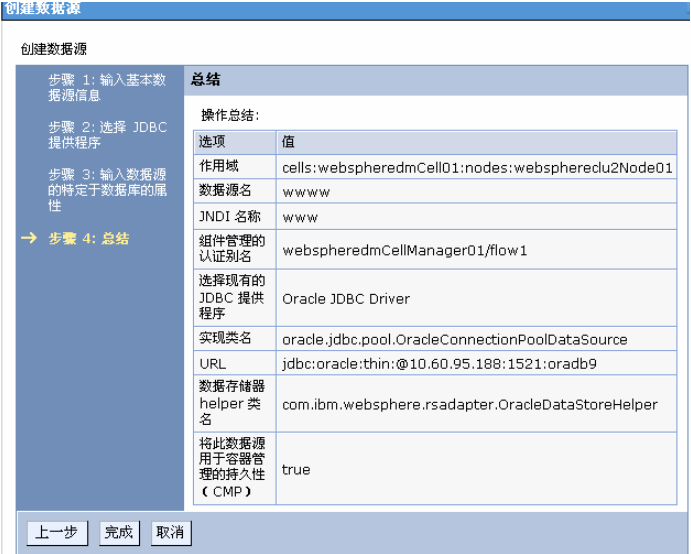 创建数据源
创建数据源
步骤 1: 输入基本数
据源信息
步骤 2: 选择 JDBC
提供程序
步骤 3: 输入数据源
的特定于数据库的属
性
步骤 4: 总结
总结
操作总结:
选项 值
作用域 cells:webspheredmCell01:nodes:websphereclu2Node01
数据源名 wwww
JNDI 名称 www
组件管理的
认证别名 webspheredmCellManager01/flow1
选择现有的
JDBC 提供
程序 Oracle JDBC Driver
实现类名 oracle.jdbc.pool.OracleConnectionPoolDataSource
URL jdbc:oracle:thin:@10.60.95.188:1521:oradb9
数据存储器
helper 类
名 com.ibm.websphere.rsadapter.OracleDataStoreHelper
将此数据源
用于容器管
理的持久性
(CMP) true
上一步 完成 取消